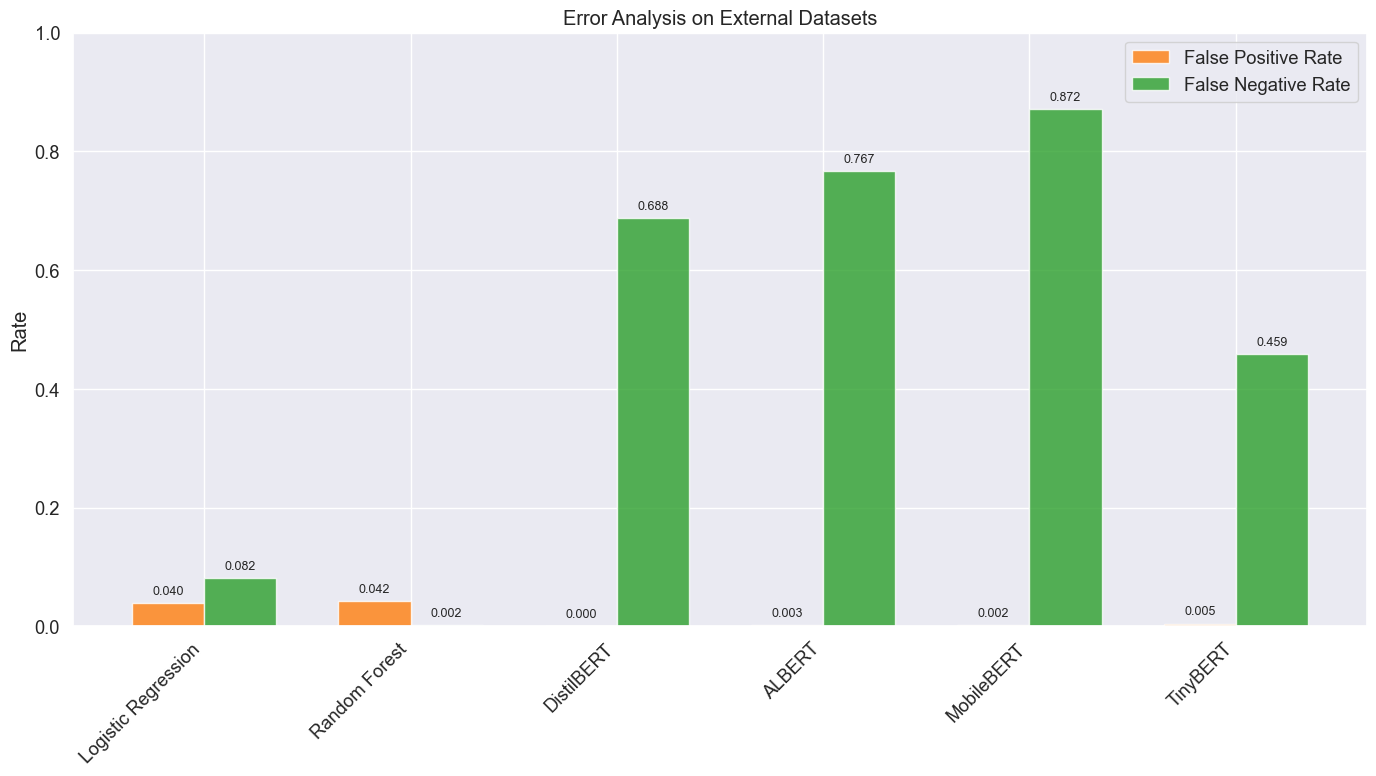 Error Analysis on External Datasets
False Positive Rate
False Negative Rate
Rate
1.0
0.8
0.6
0.4
0.2
0.0
0.040
0.082
0.042
0.002
0.000
0.688
0.003
0.767
0.002
0.872
0.005
0.459
Logistic Regression
Random Forest
DistilBERT
ALBERT
MobileBERT
TinyBERT